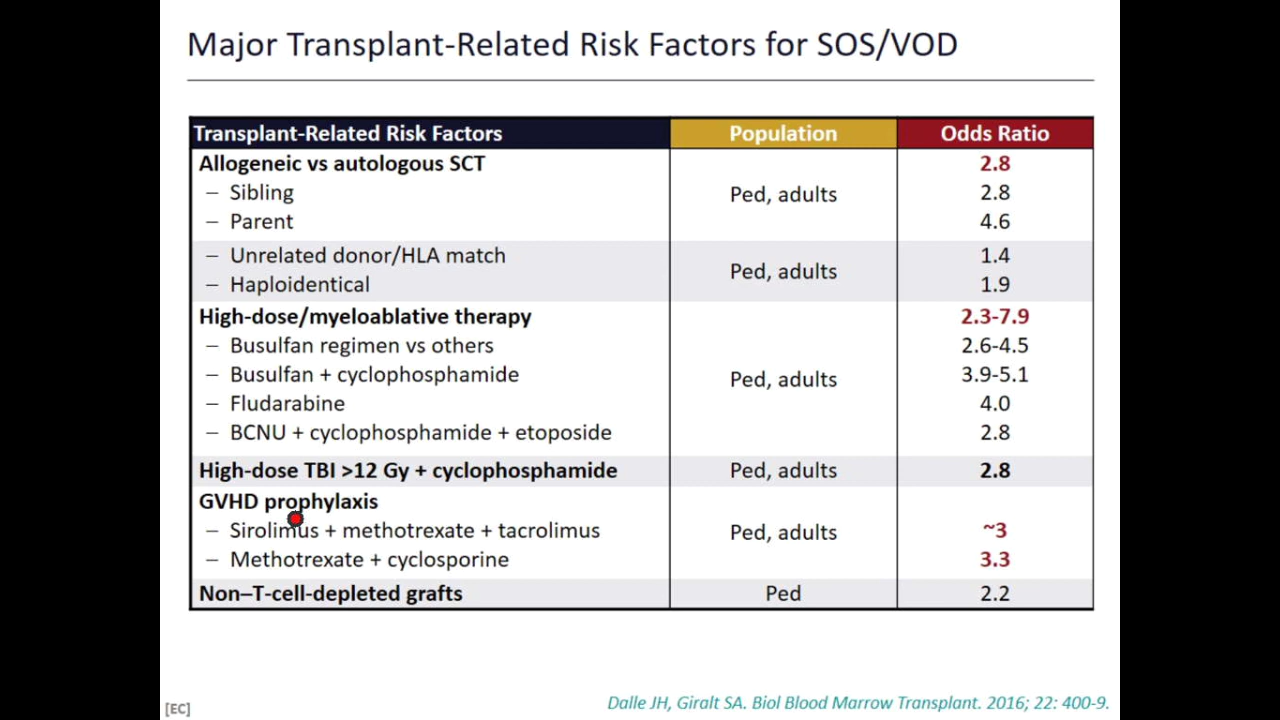 Major Transplant-Related Risk Factors for SOS/VOD
Transplant-Related Risk Factors Population Odds Ratio
Allogeneic vs autologous SCT 2.8
– Sibling Ped, adults 2.8
– Parent 4.6
– Unrelated donor/HLA match 1.4
Ped, adults
– Haploidentical 1.9
High-dose/myeloablative therapy 2.3-7.9
– Busulfan regimen vs others 2.6-4.5
– Busulfan + cyclophosphamide Ped, adults 3.9-5.1
– Fludarabine 4.0
– BCNU + cyclophosphamide + etoposide 2.8
High-dose TBI >12 Gy + cyclophosphamide Ped, adults 2.8
GVHD prophylaxis
– Sirolimus + methotrexate + tacrolimus Ped, adults ~3
– Methotrexate + cyclosporine 3.3
Non–T-cell-depleted grafts Ped 2.2
Dalle JH, Giralt SA. Biol Blood Marrow Transplant. 2016; 22: 400-9.
[EC]